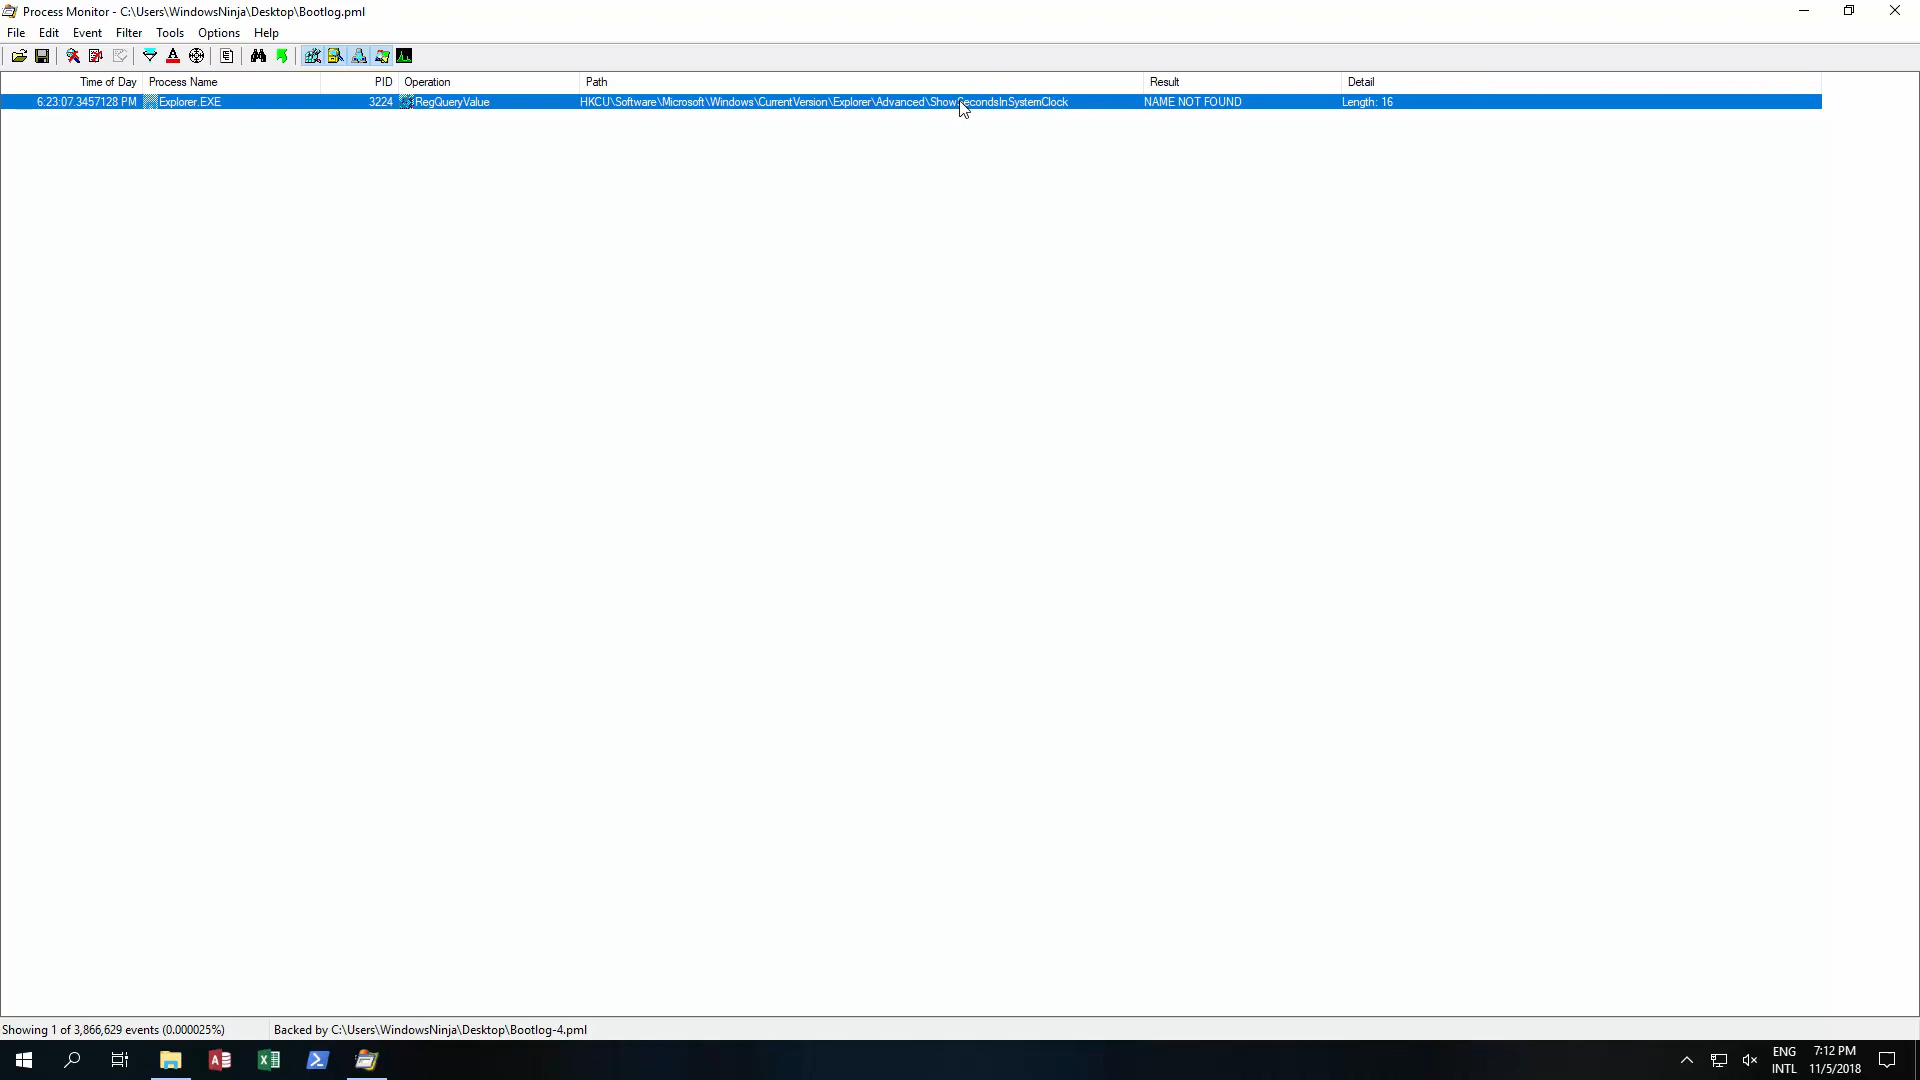 Process Monitor - C:\Users\WindowsNinja\Desktop\Bootlog.pml
File Edit Event Filter Tools Options Help
Time of Day Process Name PID Operation Path Result Detail
6:23:07.3457128 PM Explorer.EXE 3224 RegQueryValue HKCU\Software\Microsoft\Windows\CurrentVersion\Explorer\Advanced\ShowSecondsInSystemClock NAME NOT FOUND Length: 16
Showing 1 of 3,866,629 events (0.000025%) Backed by C:\Users\WindowsNinja\Desktop\Bootlog-4.pml
ENG 7:12 PM
INTL 11/5/2018